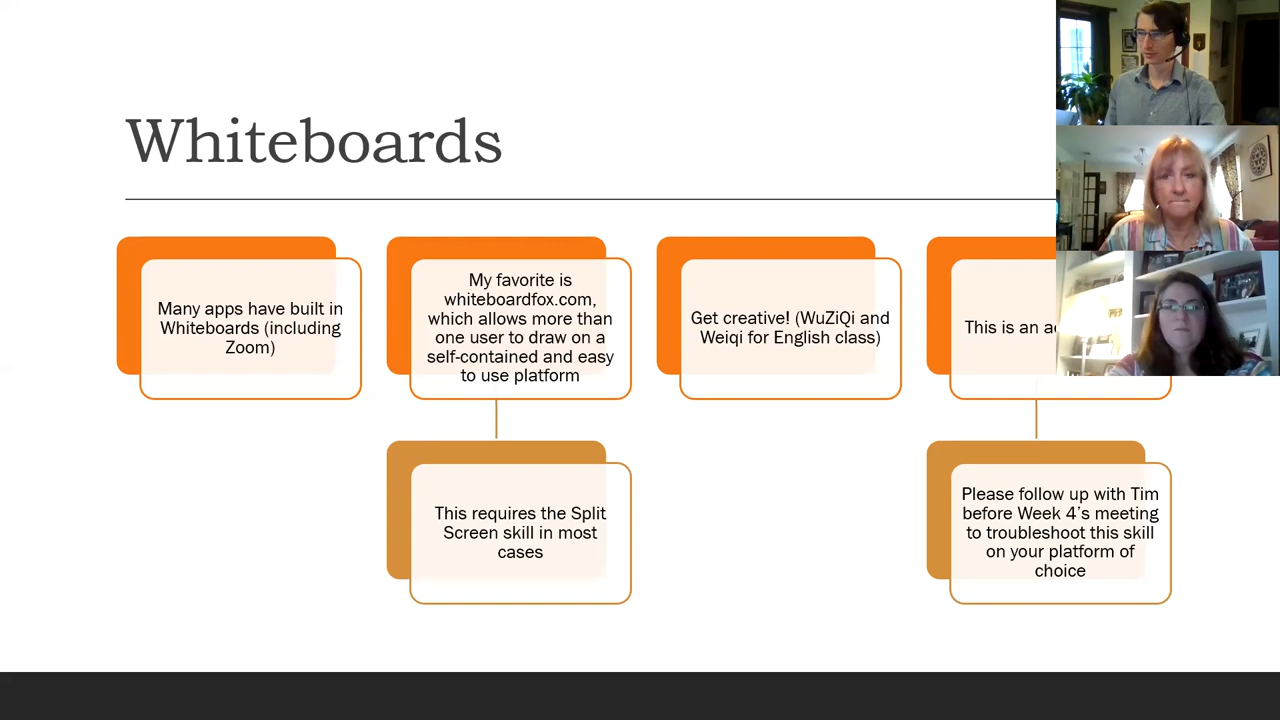 Whiteboards
Many apps have built in
Whiteboards (including
Zoom)
My favorite is
whiteboardfox.com,
which allows more than
one user to draw on a
self-contained and easy
to use platform
This requires the Split
Screen skill in most
cases
Get creative! (WuZiQi and
Weiqi for English class)
This is an
Please follow up with Tim
before Week 4’s meeting
to troubleshoot this skill
on your platform of
choice